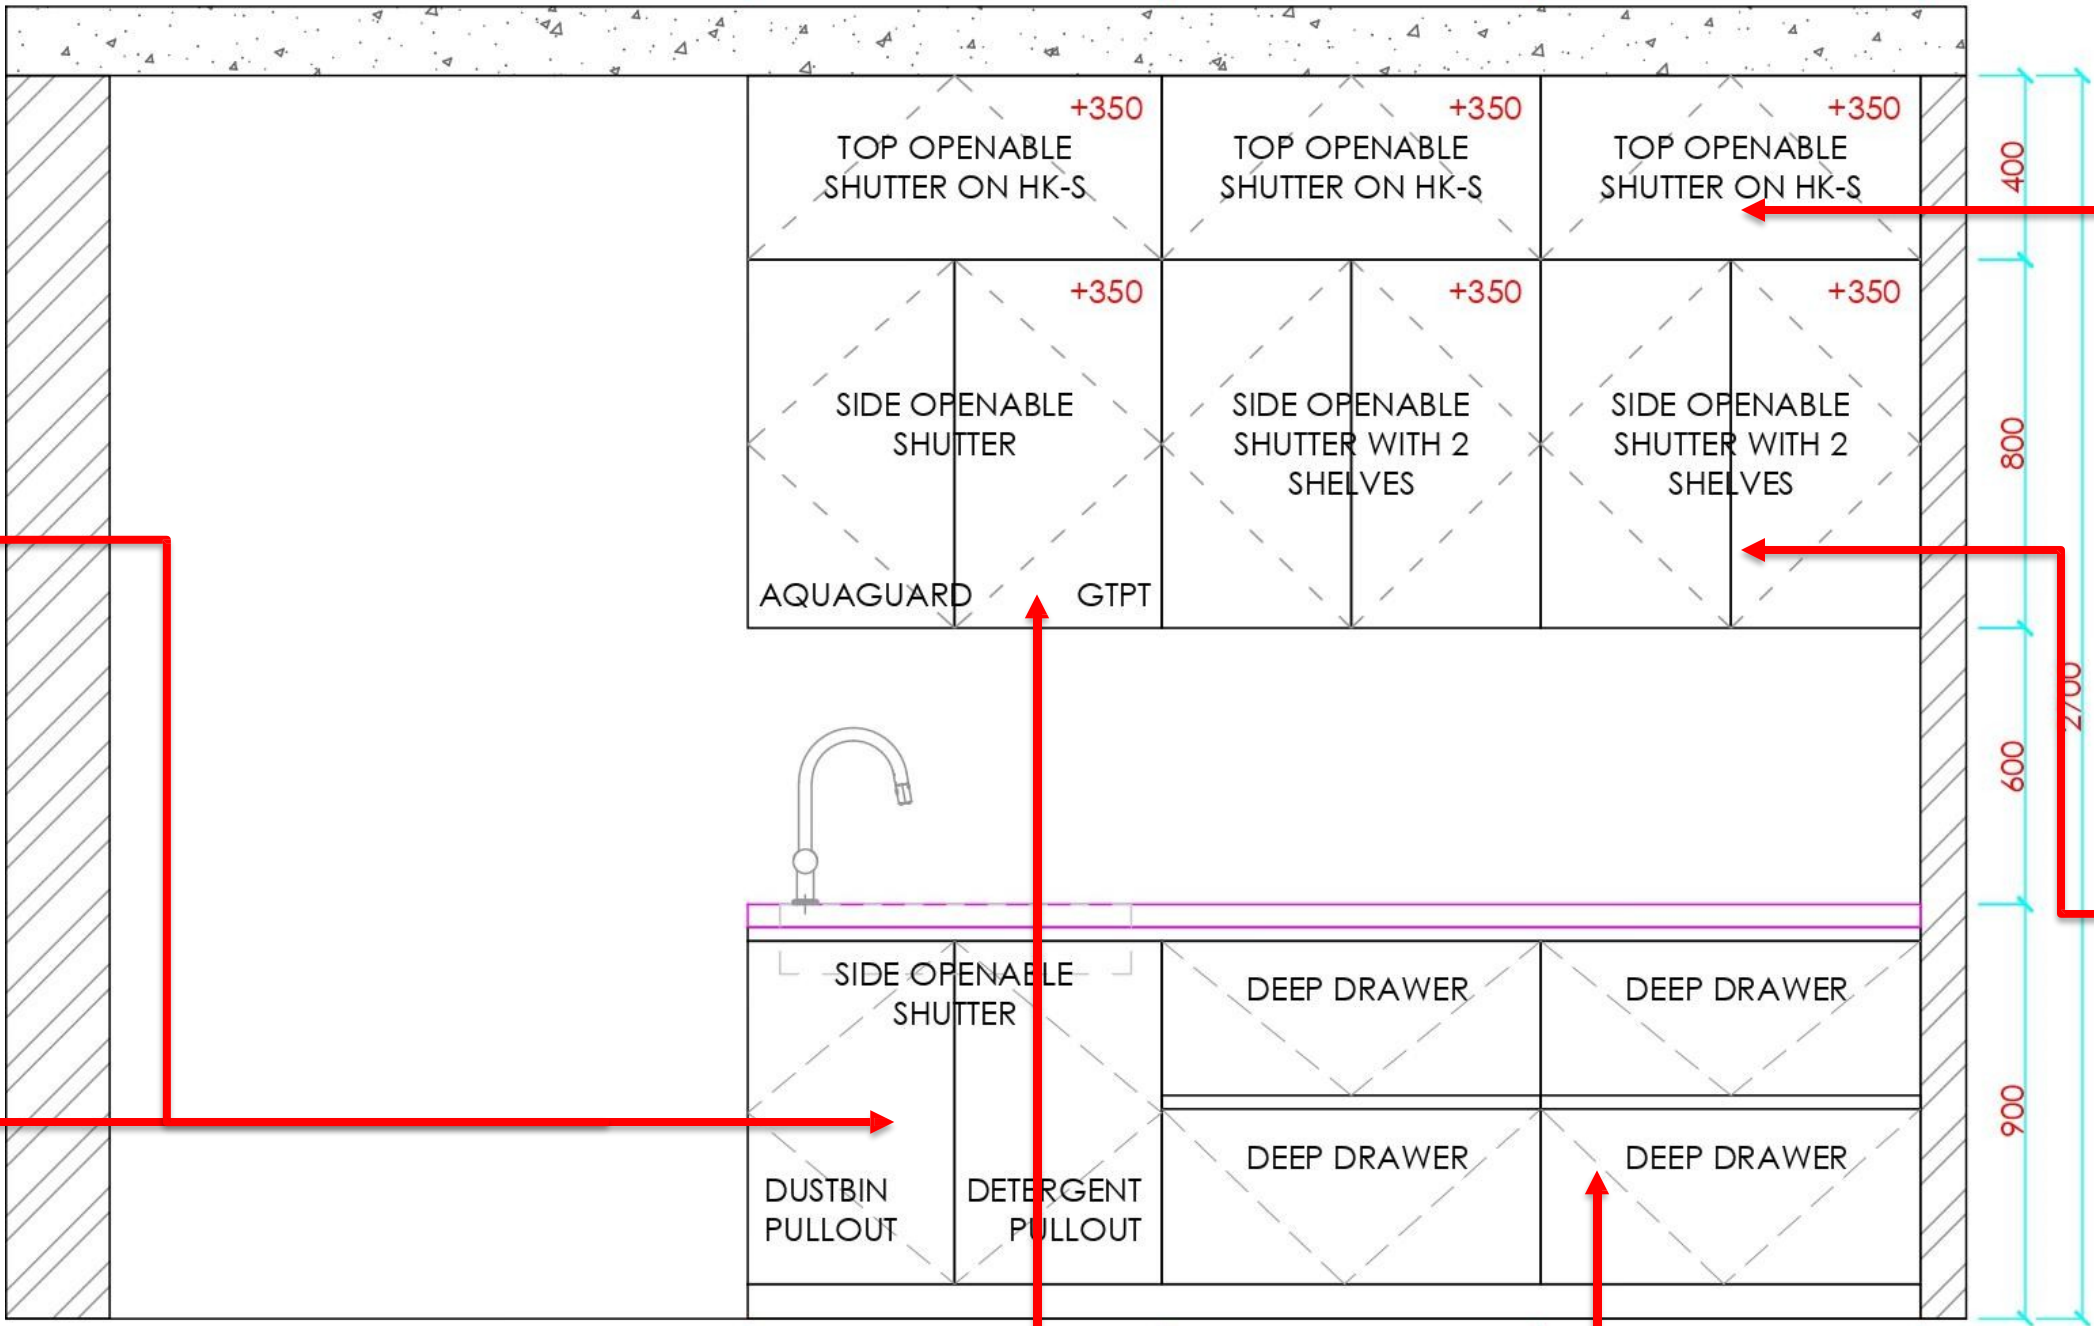 +350
TOP OPENABLE
SHUTTER ON HK-S
+350
TOP OPENABLE
SHUTTER ON HK-S
+350
TOP OPENABLE
SHUTTER ON HK-S
400
+350
SIDE OPENABLE
SHUTTER
AQUAGUARD
GTPT
+350
SIDE OPENABLE
SHUTTER WITH 2
SHELVES
+350
SIDE OPENABLE
SHUTTER WITH 2
SHELVES
800
2700
600
SIDE OPENABLE
SHUTTER
DUSTBIN
PULLOUT
DETERGENT
PULLOUT
DEEP DRAWER
DEEP DRAWER
DEEP DRAWER
DEEP DRAWER
900